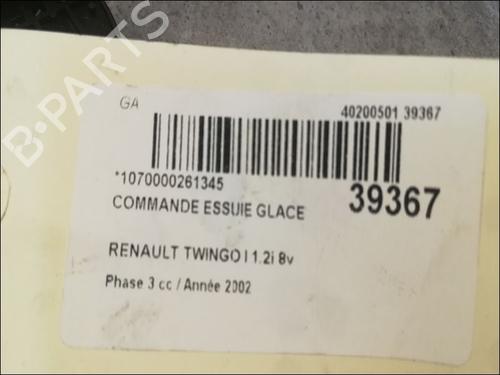 B-PARTS
GA
40200501 39367
*1070000261345
39367
COMMANDE ESSUIE GLACE
RENAULT TWINGO I 1.2i 8v
Phase 3 cc / Année 2002